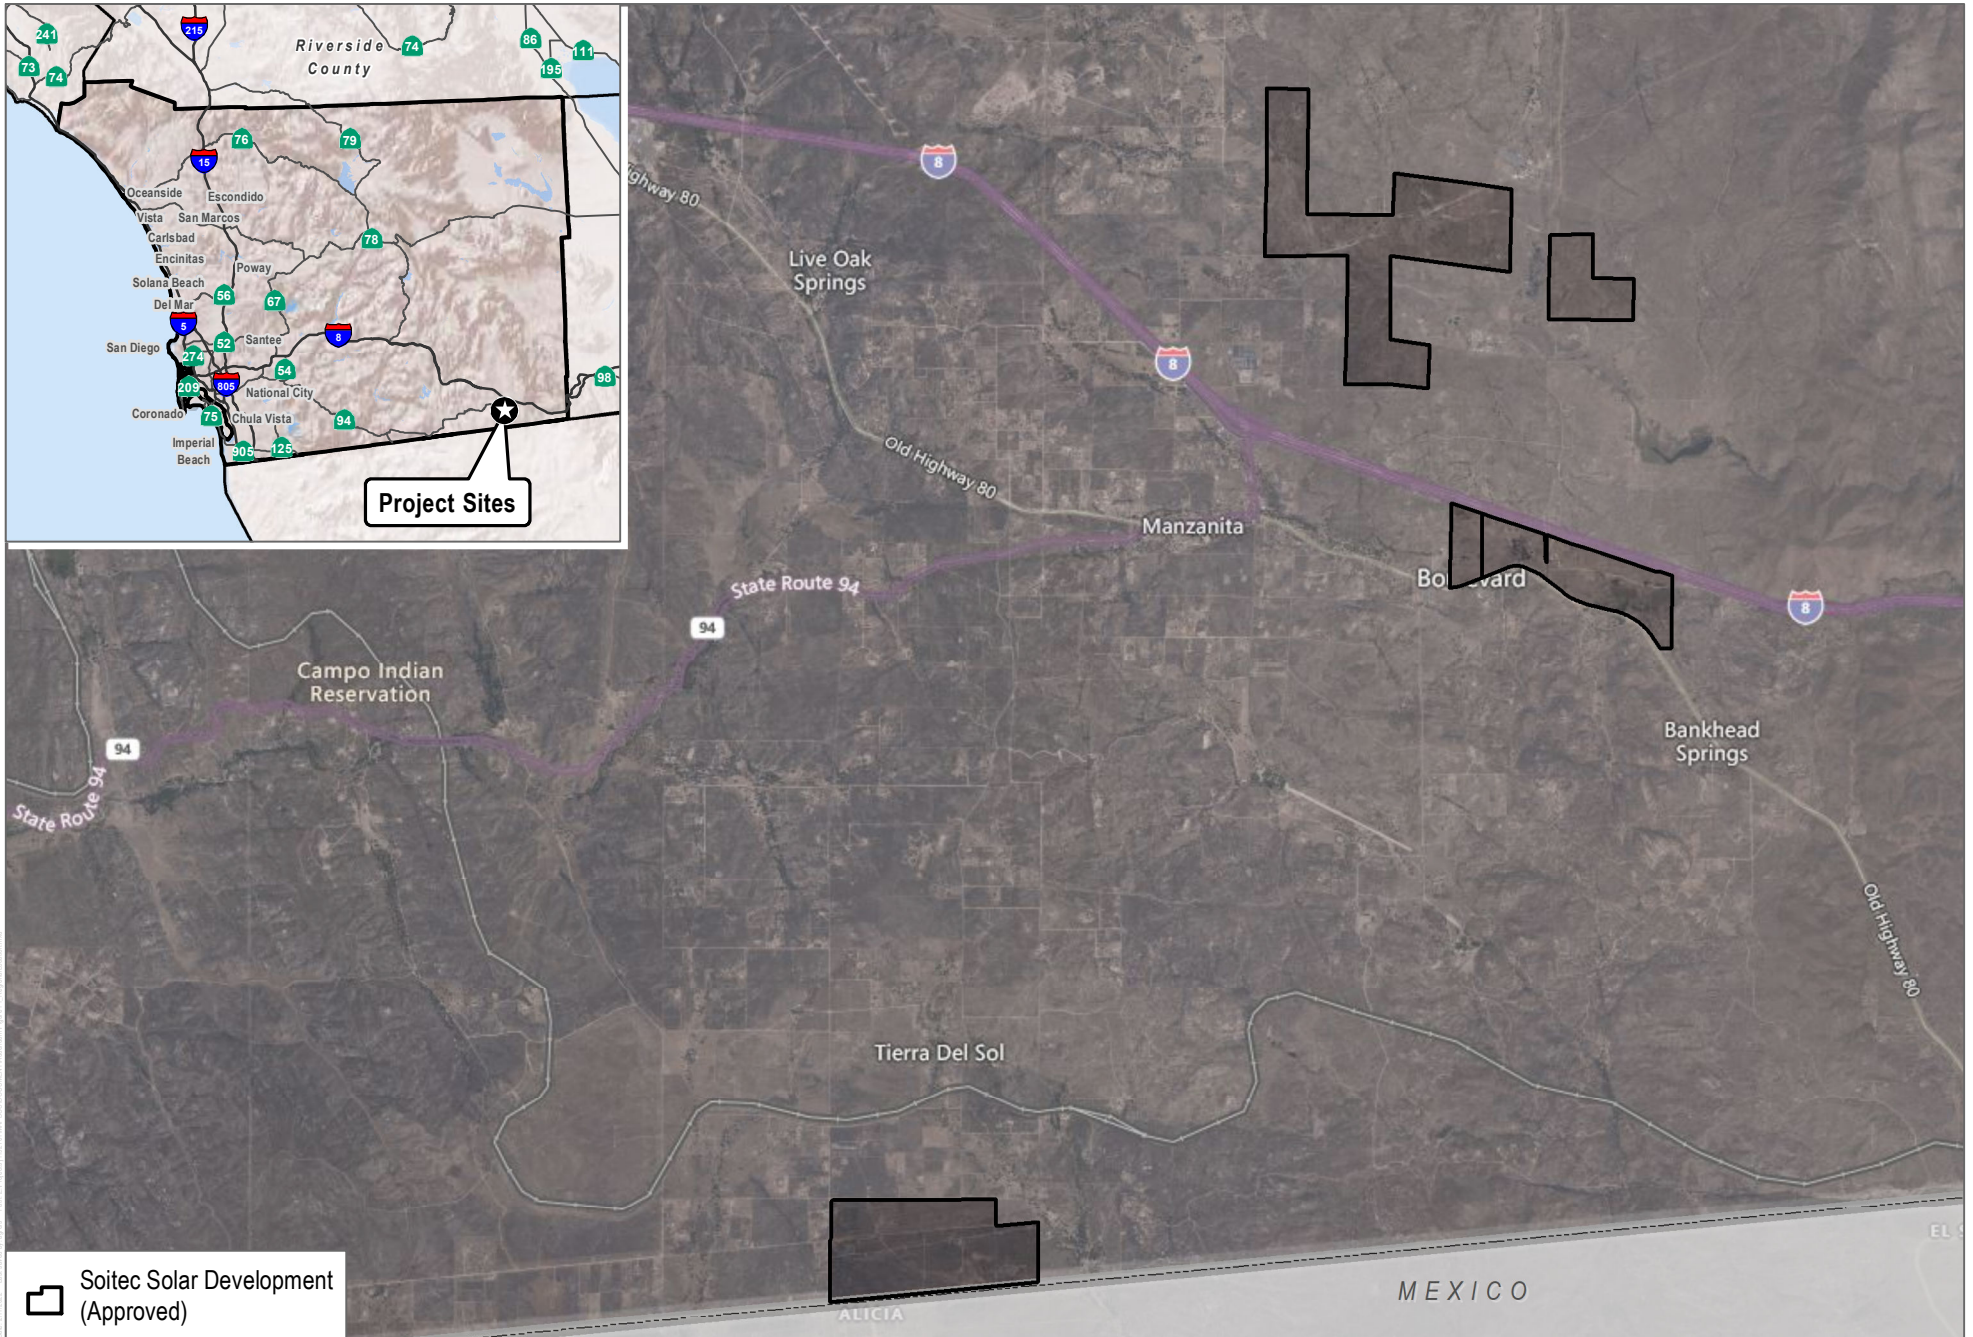 241
73
74
215
Riverside
County
74
86
111
195
76
79
15
Oceanside
Escondido
Vista
San Marcos
Carlsbad
78
Encinitas
Poway
Solana Beach
56
67
Del Mar
5
52
Santee
8
San Diego
274
54
209
805
National City
98
Coronado
75
Chula Vista
94
Imperial
Beach
905
125
Project Sites
8
Highway 80
Live Oak
Springs
8
Old Highway 80
Manzanita
State Route 94
94
8
Campo Indian
Reservation
94
State Route 94
Bankhead
Springs
Old Highway 80
Tierra Del Sol
MEXICO
ALICIA
Soitec Solar Development
(Approved)